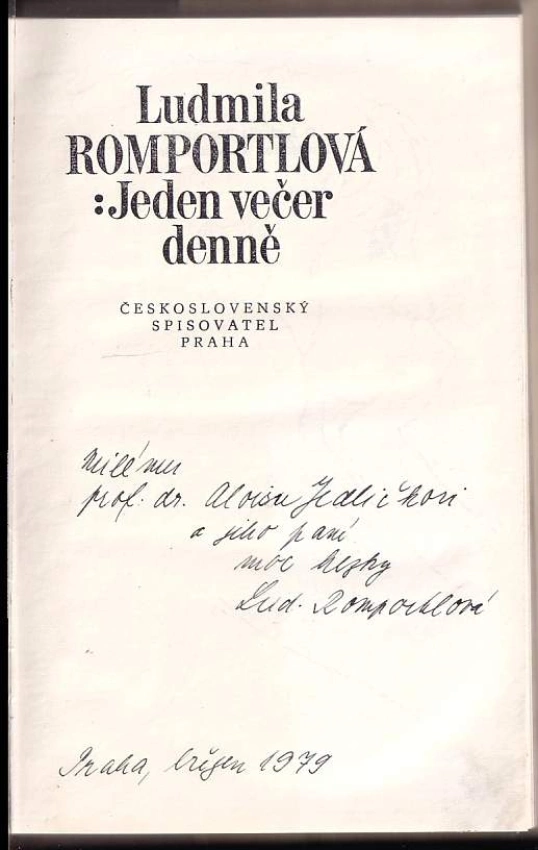 Ludmila
ROMPORTLOVÁ
:Jeden večer
denně
ČESKOSLOVENSKÝ
SPISOVATEL
PRAHA
Milému
prof. dr. Aloisu Jedličkovi
a jeho paní
moc hezky
Lud. Romportlová
Praha, březen 1979